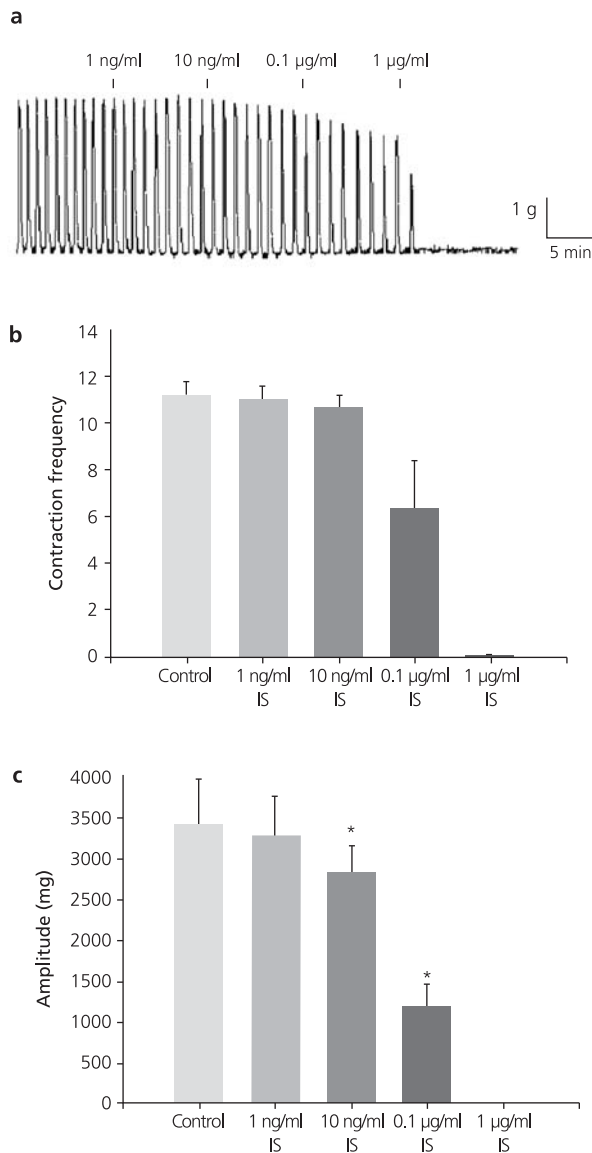 a
1 ng/ml 10 ng/ml 0.1 µg/ml 1 µg/ml
1 g
5 min
b
Contraction frequency
14
12
10
8
6
4
2
0
Control 1 ng/ml 10 ng/ml 0.1 µg/ml 1 µg/ml
IS IS IS IS
c
Amplitude (mg)
4000
3500
3000
2500
2000
1500
1000
500
0
*
*
Control 1 ng/ml 10 ng/ml 0.1 µg/ml 1 µg/ml
IS IS IS IS